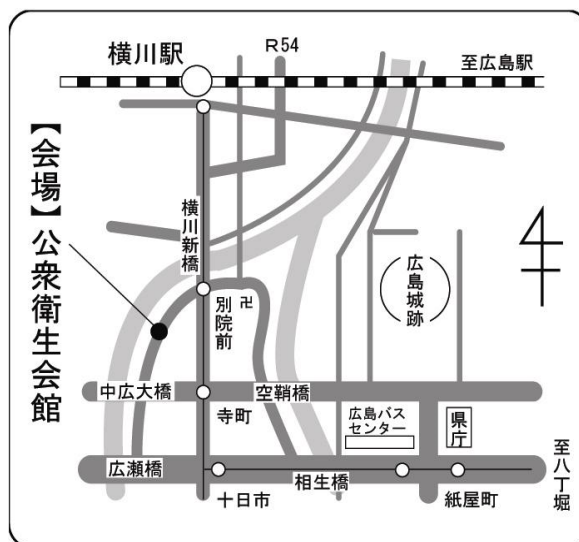 横川駅
R54
至広島駅
【会場】公衆衛生会館
横川新橋
別院前
卍
広島城跡
中広大橋
空鞘橋
寺町
広島バス
センター
県庁
広瀬橋
相生橋
十日市
紙屋町
至八丁堀